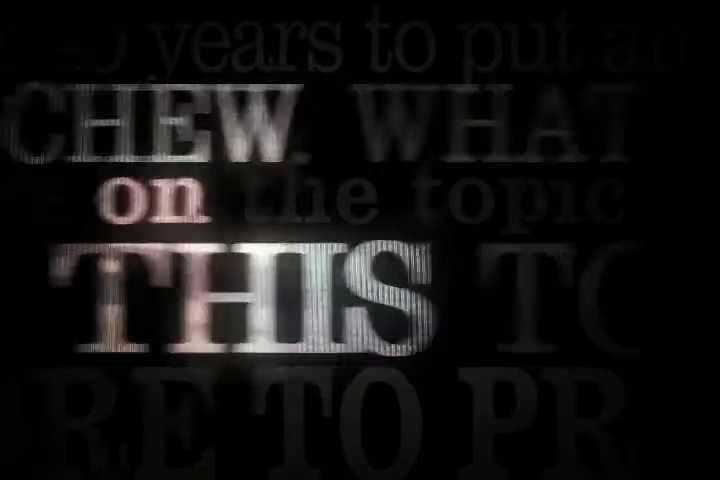 years to put
CHEW. WHAT
on the topic
THIS TO
RE TO PR